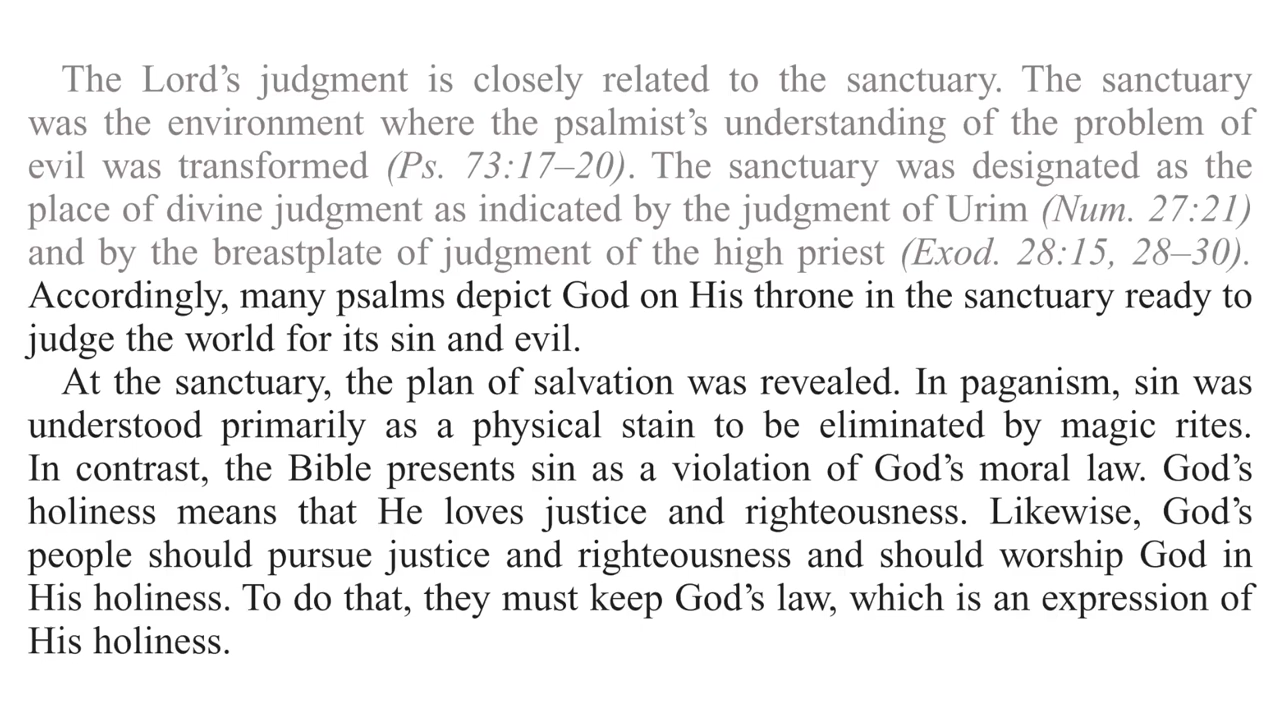 The Lord’s judgment is closely related to the sanctuary. The sanctuary
was the environment where the psalmist’s understanding of the problem of
evil was transformed (Ps. 73:17–20). The sanctuary was designated as the
place of divine judgment as indicated by the judgment of Urim (Num. 27:21)
and by the breastplate of judgment of the high priest (Exod. 28:15, 28–30).
Accordingly, many psalms depict God on His throne in the sanctuary ready to
judge the world for its sin and evil.
At the sanctuary, the plan of salvation was revealed. In paganism, sin was
understood primarily as a physical stain to be eliminated by magic rites.
In contrast, the Bible presents sin as a violation of God’s moral law. God’s
holiness means that He loves justice and righteousness. Likewise, God’s
people should pursue justice and righteousness and should worship God in
His holiness. To do that, they must keep God’s law, which is an expression of
His holiness.